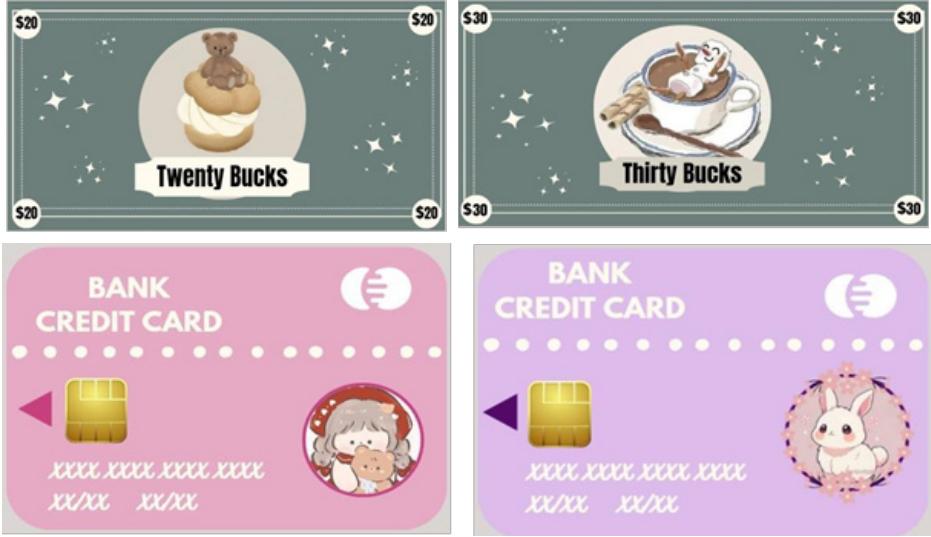 $20 $20
Twenty Bucks
$20 $20
$30 $30
Thirty Bucks
$30 $30
BANK
CREDIT CARD
XXXX XXXX XXXX XXXX
XX/XX XX/XX
BANK
CREDIT CARD
XXXX XXXX XXXX XXXX
XX/XX XX/XX